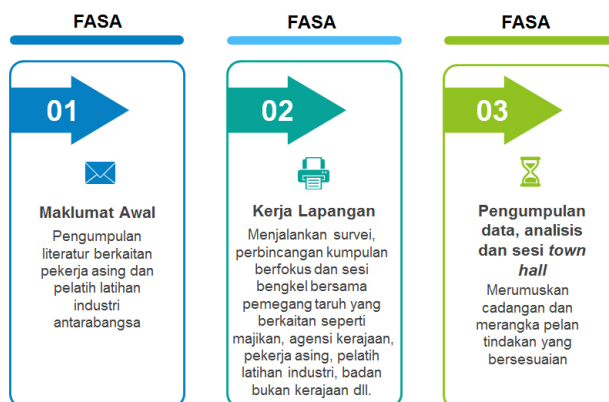 FASA
01
Maklumat Awal
Pengumpulan
literatur berkaitan
pekerja asing dan
pelatih latihan
industri
antarabangsa
FASA
02
Kerja Lapangan
Menjalankan survei,
perbincangan kumpulan
berfokus dan sesi
bengkel bersama
pemegang taruh yang
berkaitan seperti
majikan, agensi kerajaan,
pekerja asing, pelatih
latihan industri, badan
bukan kerajaan dll.
FASA
03
Pengumpulan
data, analisis
dan sesi town
hall
Merumuskan
cadangan dan
merangka pelan
tindakan yang
bersesuaian